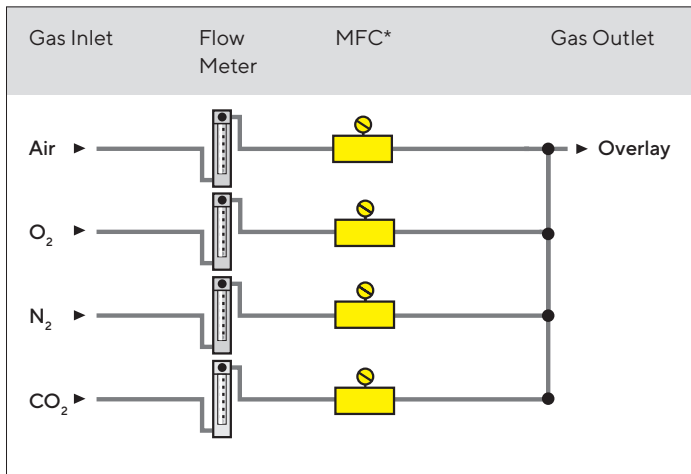 Gas Inlet Flow Meter MFC* Gas Outlet
Air ► ► Overlay
O₂ ►
N₂ ►
CO₂ ►